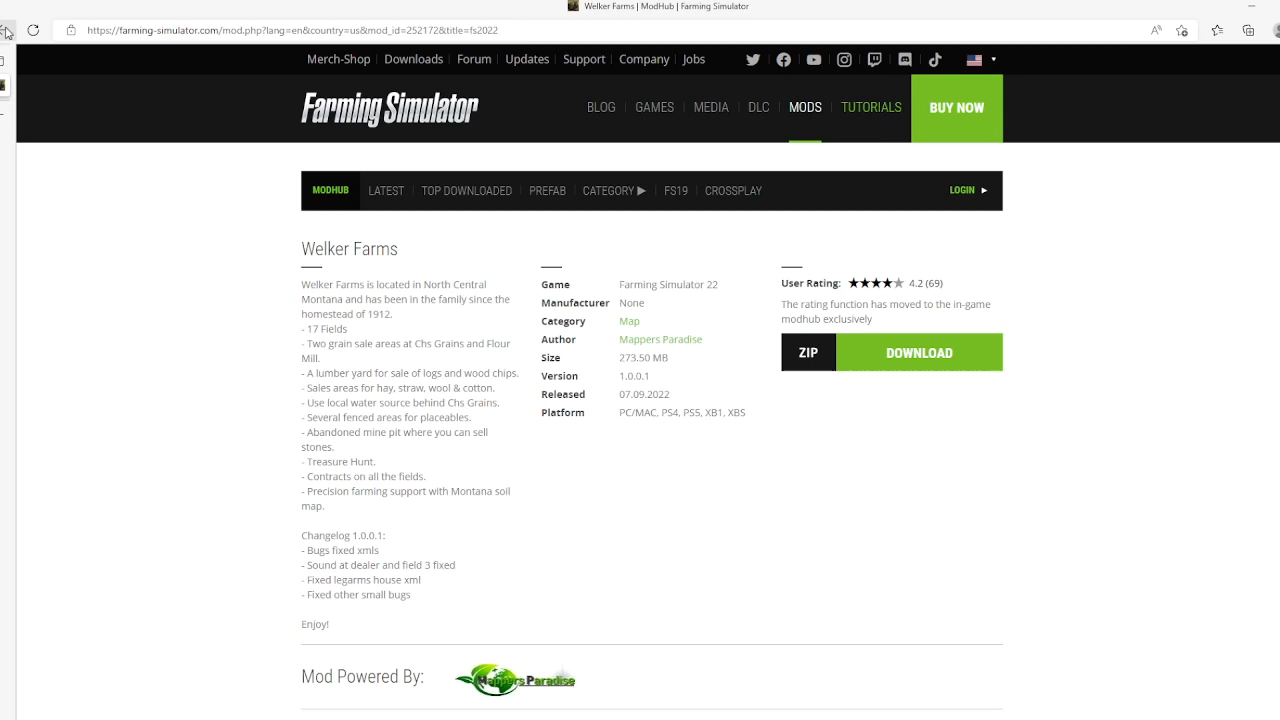 Welker Farms | ModHub | Farming Simulator
https://farming-simulator.com/mod.php?lang=en&country=us&mod_id=252172&title=fs2022
Merch-Shop Downloads Forum Updates Support Company Jobs
Farming Simulator BLOG GAMES MEDIA DLC MODS TUTORIALS BUY NOW
MODHUB LATEST TOP DOWNLOADED PREFAB CATEGORY ▶ FS19 CROSSPLAY LOGIN ►
Welker Farms
Welker Farms is located in North Central
Montana and has been in the family since the
homestead of 1912.
- 17 Fields
- Two grain sale areas at Chs Grains and Flour
Mill.
- A lumber yard for sale of logs and wood chips.
- Sales areas for hay, straw, wool & cotton.
- Use local water source behind Chs Grains.
- Several fenced areas for placeables.
- Abandoned mine pit where you can sell
stones.
- Treasure Hunt.
- Contracts on all the fields.
- Precision farming support with Montana soil
map.
Changelog 1.0.0.1:
- Bugs fixed xmls
- Sound at dealer and field 3 fixed
- Fixed legarms house xml
- Fixed other small bugs
Enjoy!
Game Farming Simulator 22
Manufacturer None
Category Map
Author Mappers Paradise
Size 273.50 MB
Version 1.0.0.1
Released 07.09.2022
Platform PC/MAC, PS4, PS5, XB1, XBS
User Rating: ★★★★★ 4.2 (69)
The rating function has moved to the in-game
modhub exclusively
ZIP DOWNLOAD
Mod Powered By: Mappers Paradise